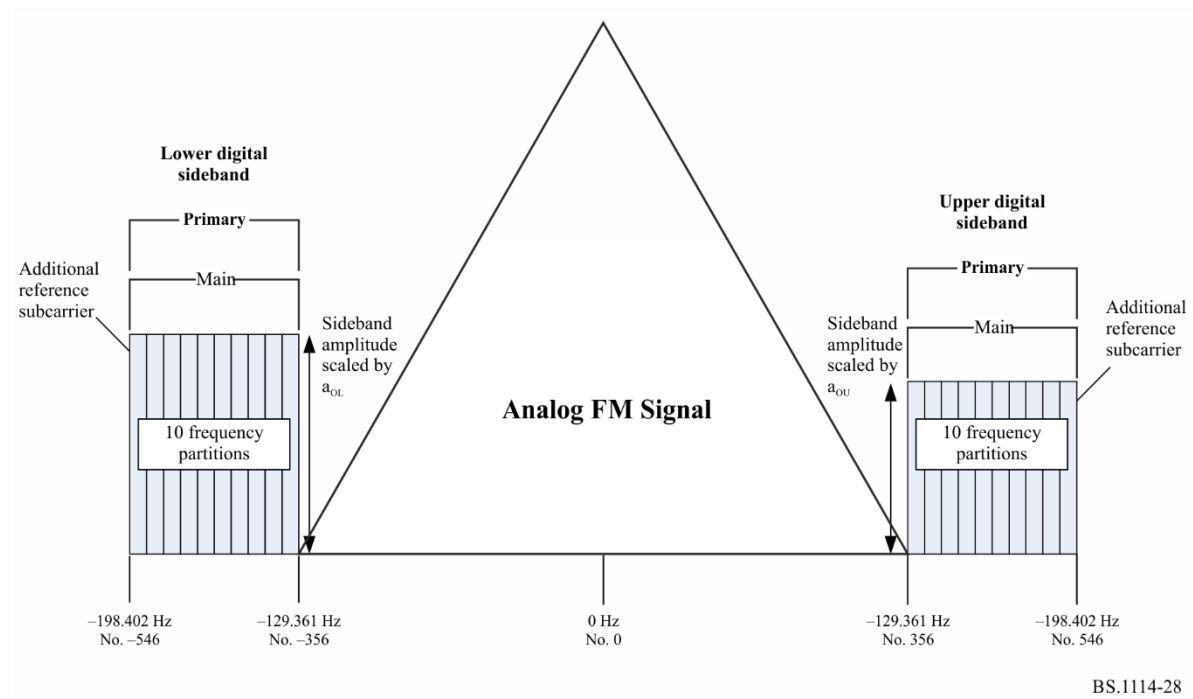 Lower digital
sideband
Primary
Main
Additional
reference
subcarrier
Sideband
amplitude
scaled by
aOL
10 frequency
partitions
Analog FM Signal
Upper digital
sideband
Primary
Main
Sideband
amplitude
scaled by
aOU
Additional
reference
subcarrier
10 frequency
partitions
–198.402 Hz
No. –546
–129.361 Hz
No. –356
0 Hz
No. 0
–129.361 Hz
No. 356
–198.402 Hz
No. 546
BS.1114-28